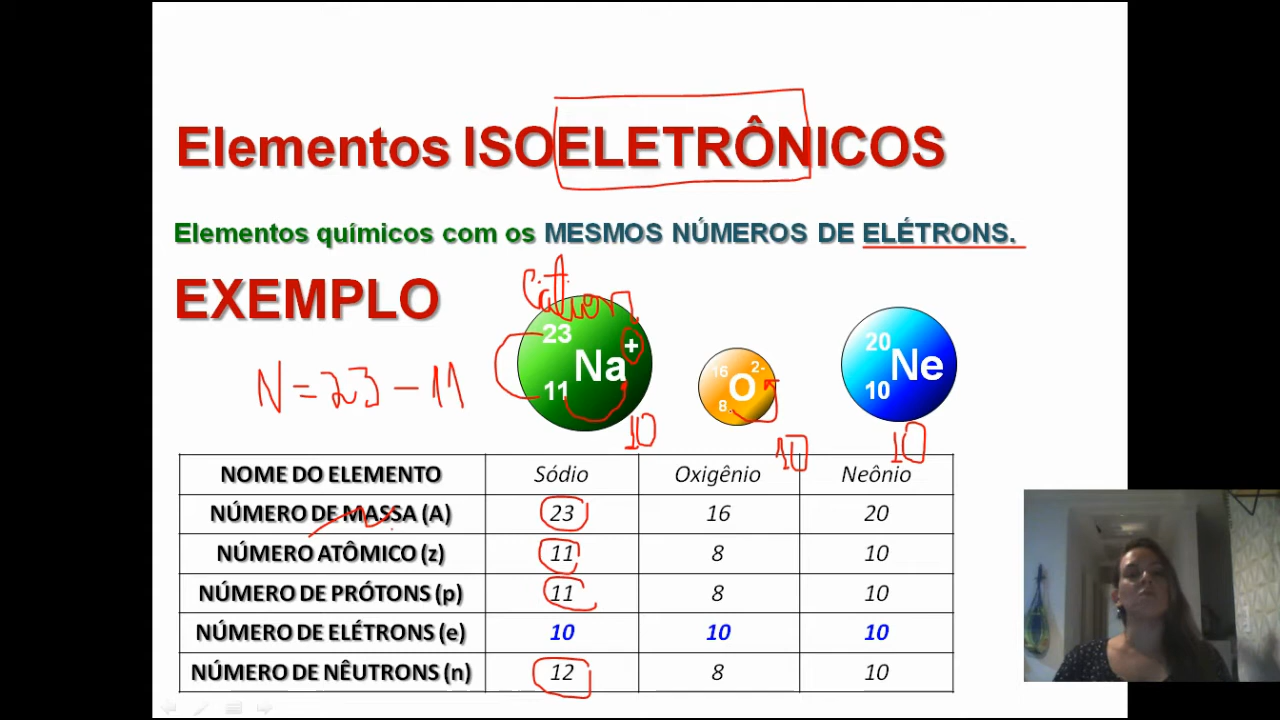 Elementos ISOELETRÔNICOS
Elementos químicos com os MESMOS NÚMEROS DE ELÉTRONS.
EXEMPLO
Cátion
23
Na
+
11
10
16
2-
O
8
10
20
Ne
10
10
N = 23 - 11
NOME DO ELEMENTO Sódio Oxigênio Neônio
NÚMERO DE MASSA (A) 23 16 20
NÚMERO ATÔMICO (z) 11 8 10
NÚMERO DE PRÓTONS (p) 11 8 10
NÚMERO DE ELÉTRONS (e) 10 10 10
NÚMERO DE NÊUTRONS (n) 12 8 10